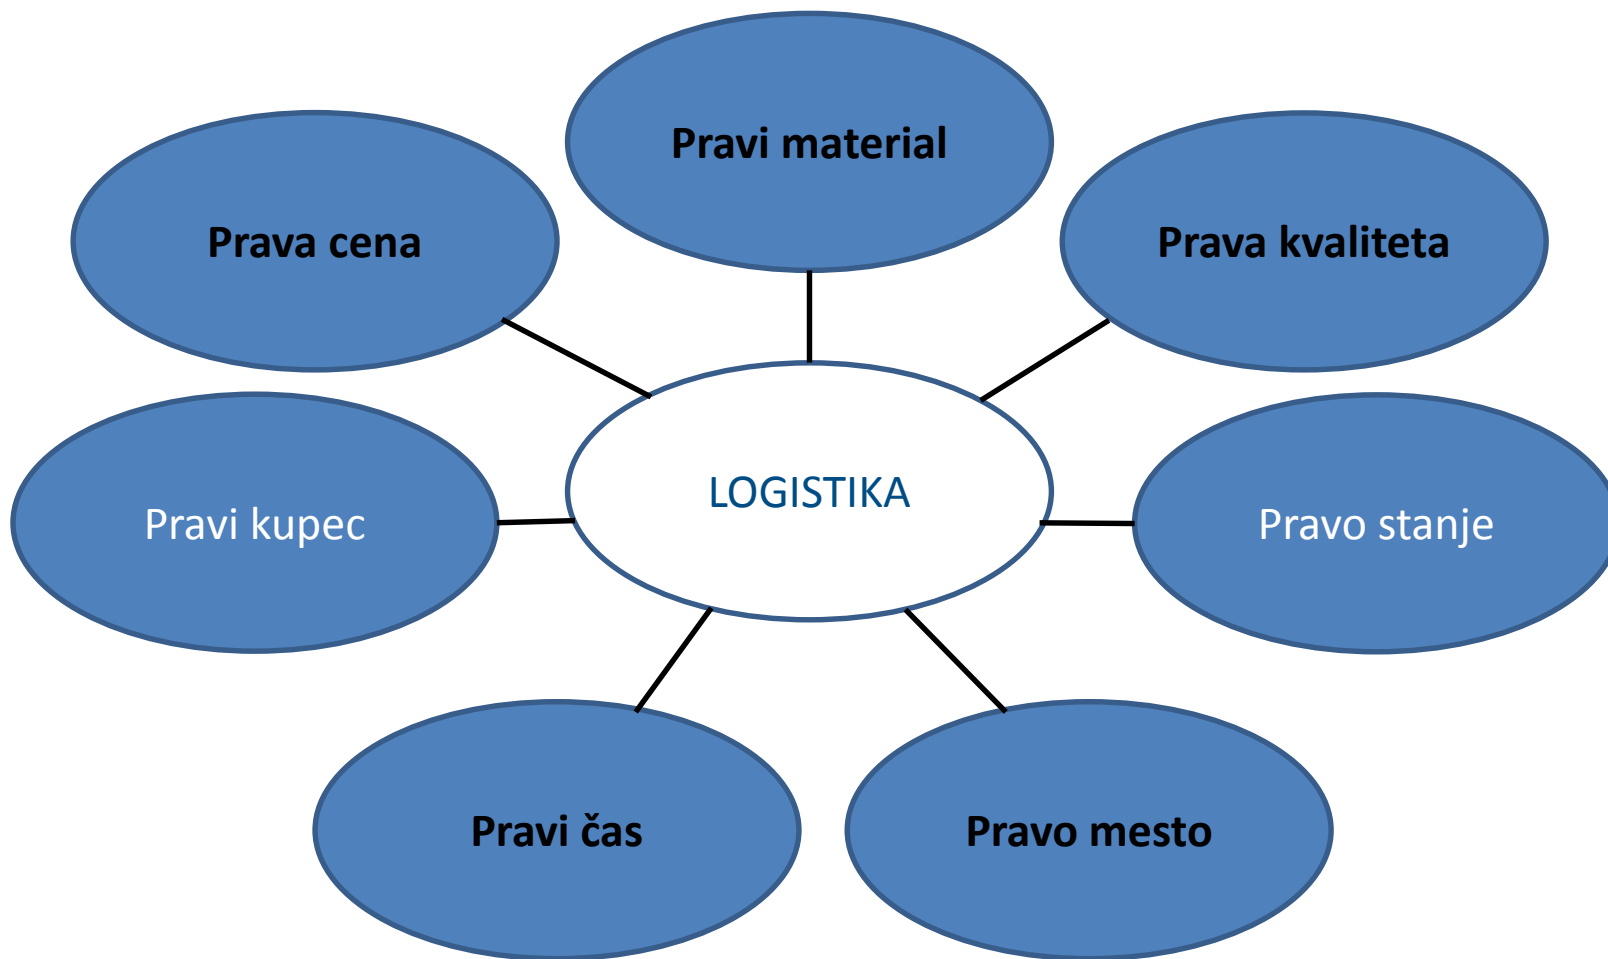 Pravi material
Prava cena
Prava kvaliteta
LOGISTIKA
Pravi kupec
Pravo stanje
Pravi čas
Pravo mesto